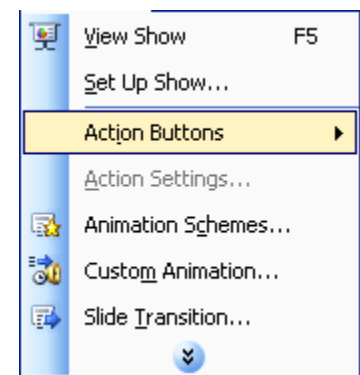 View Show F5
Set Up Show...
Action Buttons
Action Settings...
Animation Schemes...
Custom Animation...
Slide Transition...